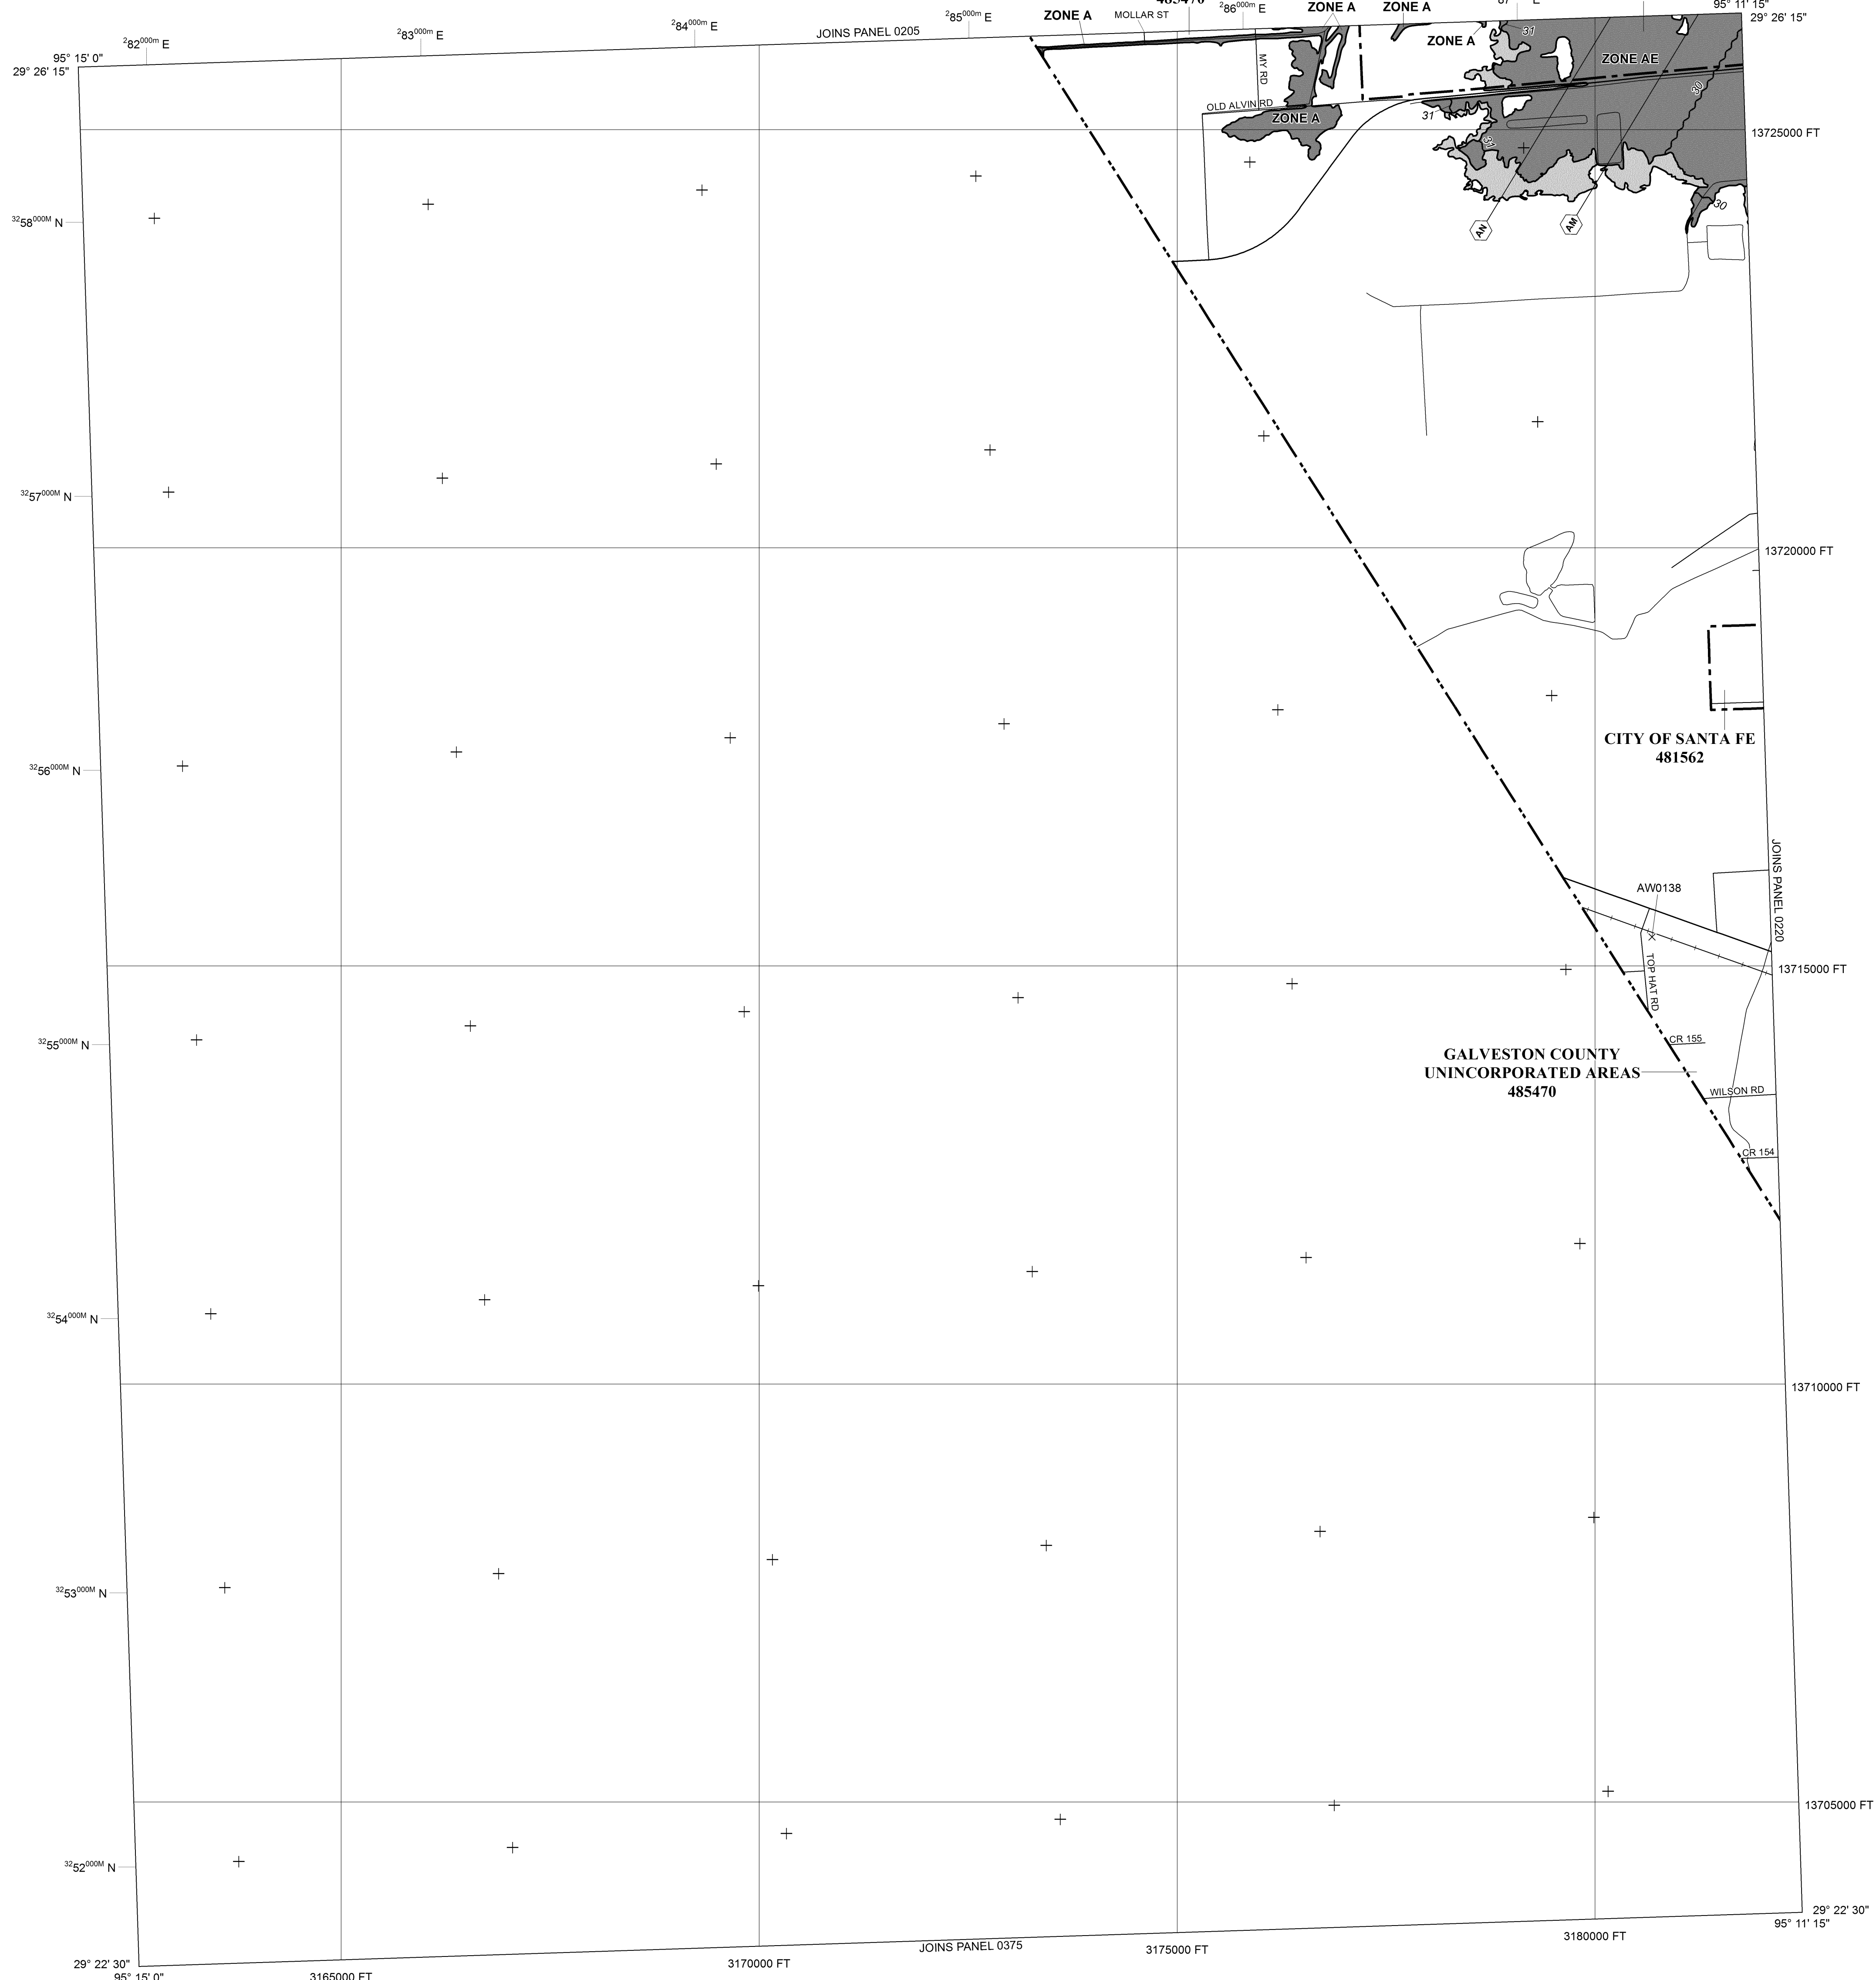 485470
ZONE A
ZONE A
ZONE A
MOLLAR ST
²86⁰⁰⁰ᵐ E
²85⁰⁰⁰ᵐ E
²84⁰⁰⁰ᵐ E
²83⁰⁰⁰ᵐ E
²82⁰⁰⁰ᵐ E
87 E
95° 11' 15"
29° 26' 15"
95° 15' 0"
29° 26' 15"
JOINS PANEL 0205
31
ZONE A
ZONE AE
MY RD
30
OLD ALVIN RD
ZONE A
31
31
13725000 FT
30
AN
AM
³²58⁰⁰⁰ᴹ N
³²57⁰⁰⁰ᴹ N
13720000 FT
CITY OF SANTA FE
481562
³²56⁰⁰⁰ᴹ N
JOINS PANEL 0220
AW0138
TOP HAT RD
13715000 FT
CR 155
³²55⁰⁰⁰ᴹ N
GALVESTON COUNTY
UNINCORPORATED AREAS
485470
WILSON RD
CR 154
³²54⁰⁰⁰ᴹ N
13710000 FT
³²53⁰⁰⁰ᴹ N
13705000 FT
³²52⁰⁰⁰ᴹ N
29° 22' 30"
95° 11' 15"
3180000 FT
JOINS PANEL 0375
3175000 FT
3170000 FT
29° 22' 30"
95° 15' 0"
3165000 FT